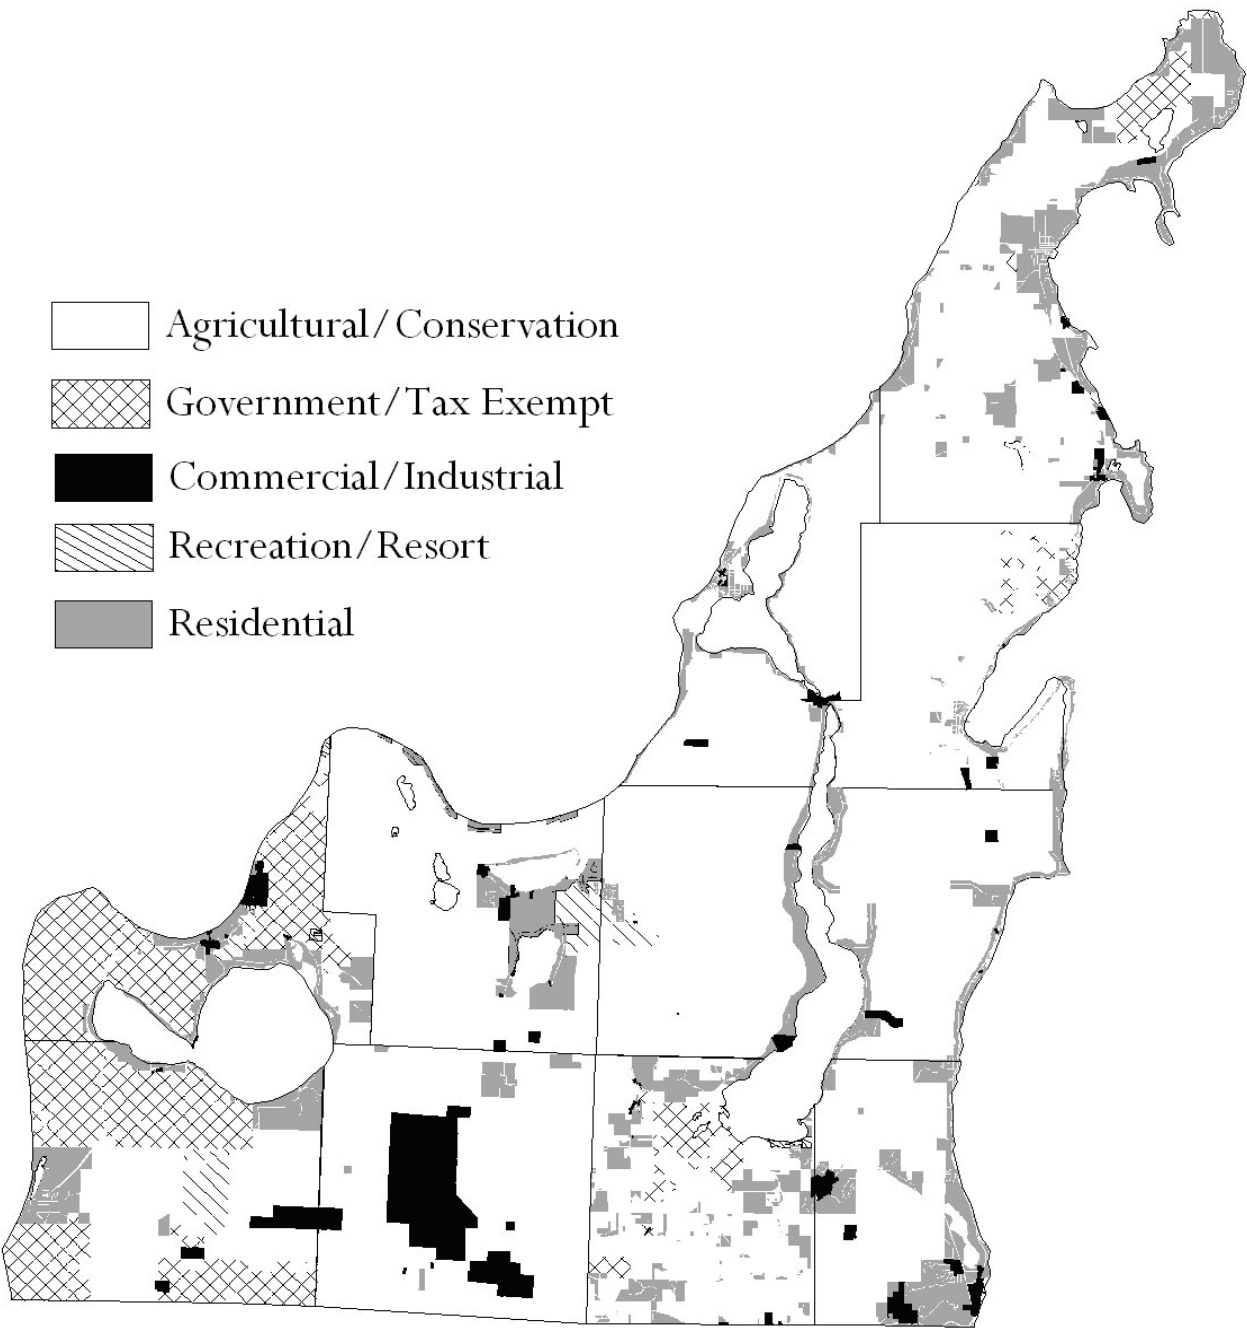 Agricultural/Conservation
Government/Tax Exempt
Commercial/Industrial
Recreation/Resort
Residential